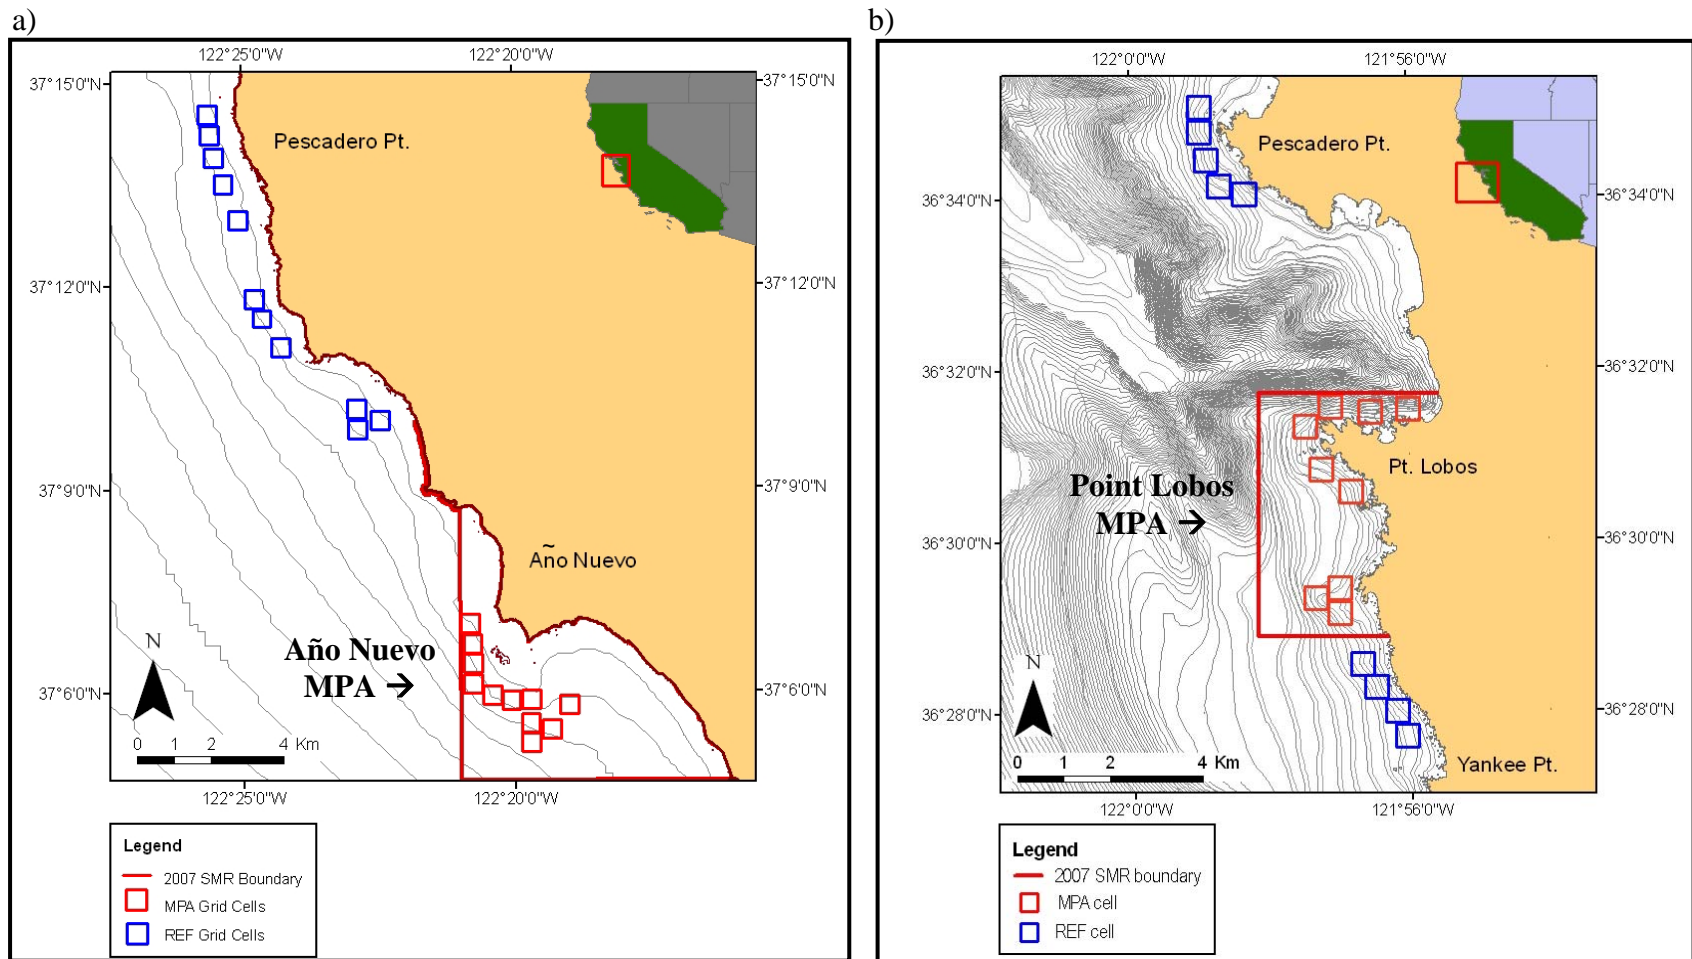 a)
122°25'0"W 122°20'0"W
37°15'0"N
37°15'0"N
Pescadero Pt.
37°12'0"N
37°12'0"N
37°9'0"N
37°9'0"N
Año Nuevo
N
Año Nuevo
MPA →
37°6'0"N
37°6'0"N
0 1 2 4 Km
122°25'0"W 122°20'0"W
Legend
2007 SMR Boundary
MPA Grid Cells
REF Grid Cells
b)
122°0'0"W 121°56'0"W
Pescadero Pt.
36°34'0"N
36°34'0"N
36°32'0"N
36°32'0"N
Pt. Lobos
Point Lobos
MPA →
36°30'0"N
36°30'0"N
N
36°28'0"N
36°28'0"N
0 1 2 4 Km
Yankee Pt.
122°0'0"W 121°56'0"W
Legend
2007 SMR boundary
MPA cell
REF cell